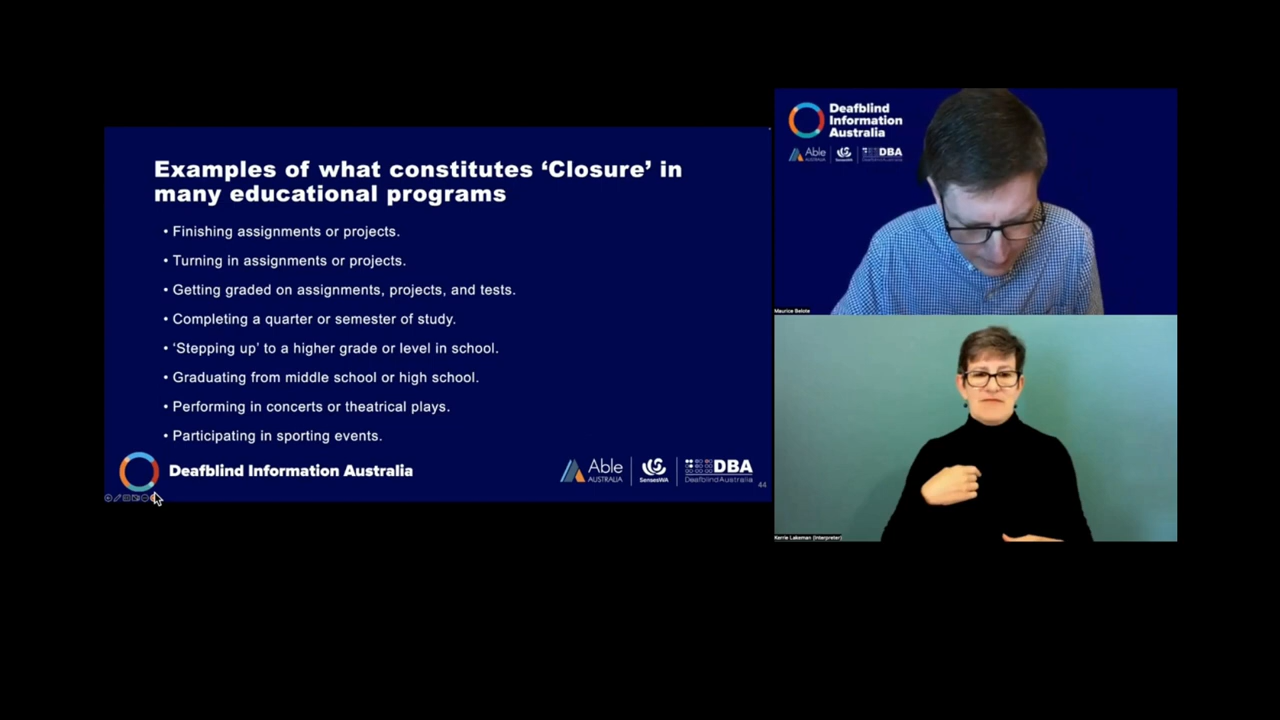 Examples of what constitutes ‘Closure’ in
many educational programs
• Finishing assignments or projects.
• Turning in assignments or projects.
• Getting graded on assignments, projects, and tests.
• Completing a quarter or semester of study.
• ‘Stepping up’ to a higher grade or level in school.
• Graduating from middle school or high school.
• Performing in concerts or theatrical plays.
• Participating in sporting events.
Deafblind Information Australia
Able
AUSTRALIA
SensesWA
DBA
DeafblindAustralia
44
Deafblind
Information
Australia
Able
AUSTRALIA
SensesWA
DBA
DeafblindAustralia
Maurice Belote
Kerrie Lakeman (Interpreter)